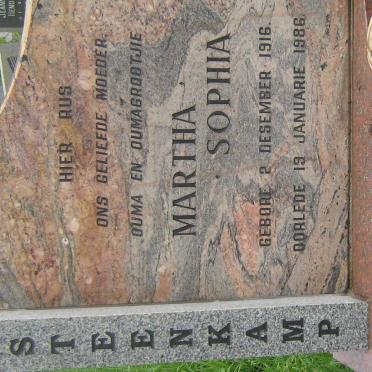 HIER RUS
ONS GELIEFDE MOEDER,
OUMA EN OUMAGROOTJIE
MARTHA
SOPHIA
GEBORE 2 DESEMBER 1916
OORLEDE 19 JANUARIE 1986
STEENKAMP